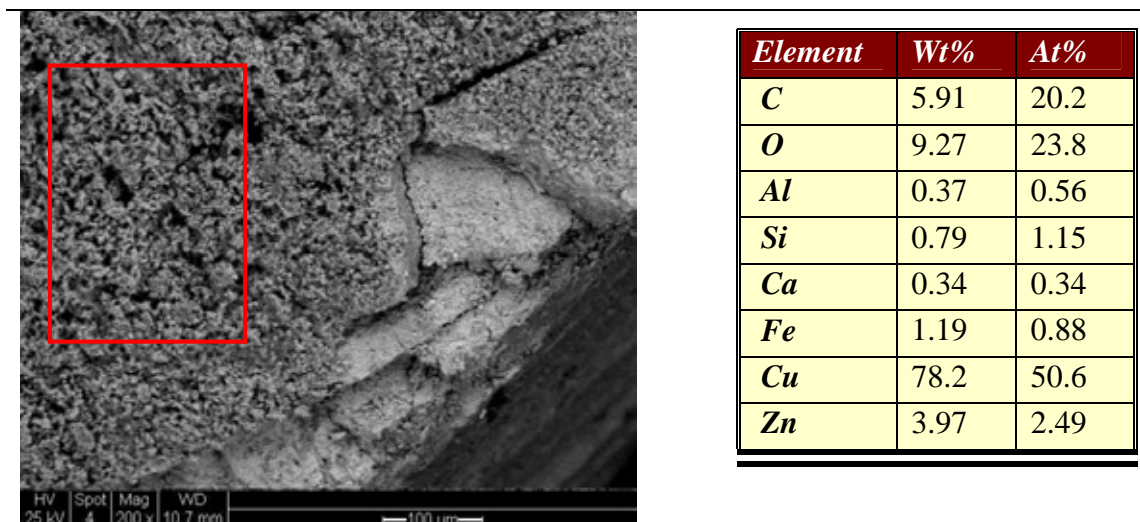 Element Wt% At%
C 5.91 20.2
O 9.27 23.8
Al 0.37 0.56
Si 0.79 1.15
Ca 0.34 0.34
Fe 1.19 0.88
Cu 78.2 50.6
Zn 3.97 2.49
HV Spot Mag WD
25 kV 4 200 x 10.7 mm 100 µm